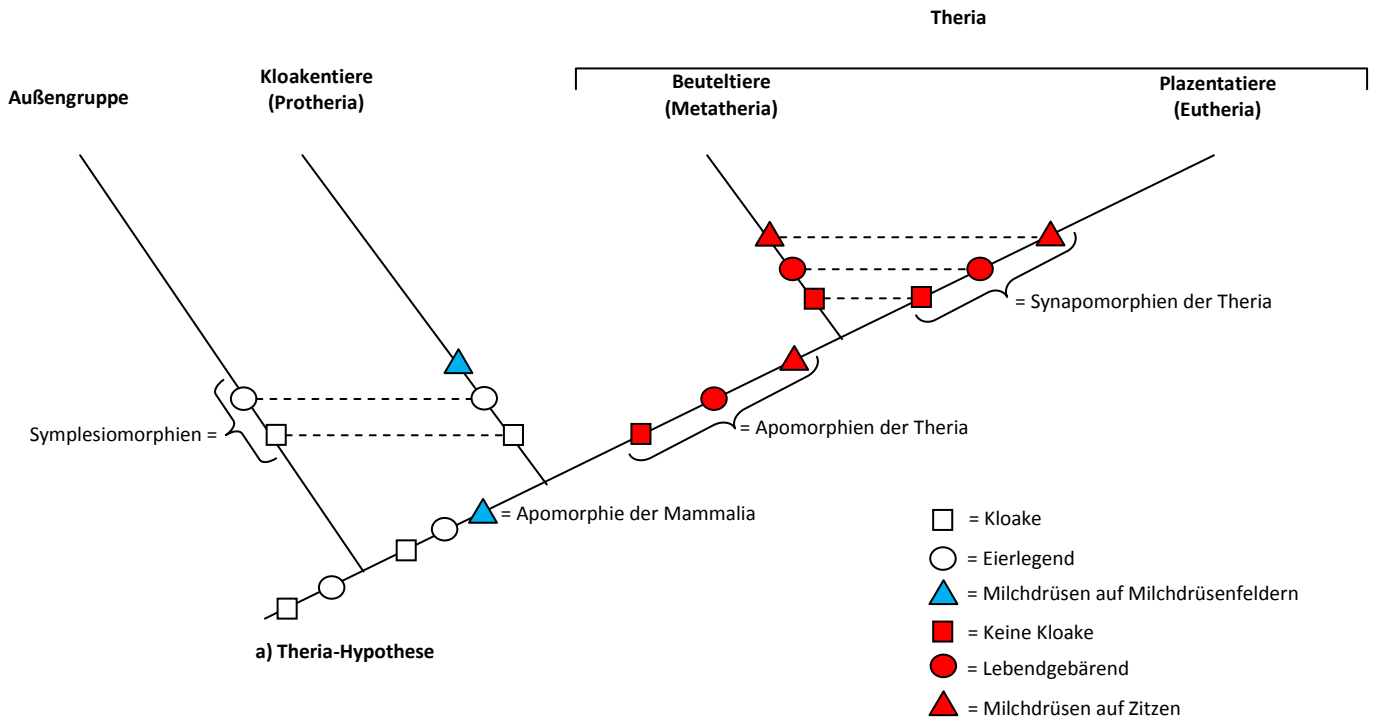 Theria
Außengruppe
Kloakentiere
(Protheria)
Beuteltiere
(Metatheria)
Plazentatiere
(Eutheria)
= Synapomorphien der Theria
Symplesiomorphien =
= Apomorphien der Theria
= Apomorphie der Mammalia
a) Theria-Hypothese
= Kloake
= Eierlegend
= Milchdrüsen auf Milchdrüsenfeldern
= Keine Kloake
= Lebendgebärend
= Milchdrüsen auf Zitzen